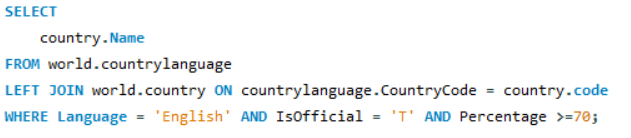 SELECT
country.Name
FROM world.countrylanguage
LEFT JOIN world.country ON countrylanguage.CountryCode = country.code
WHERE Language = 'English' AND IsOfficial = 'T' AND Percentage >=70;